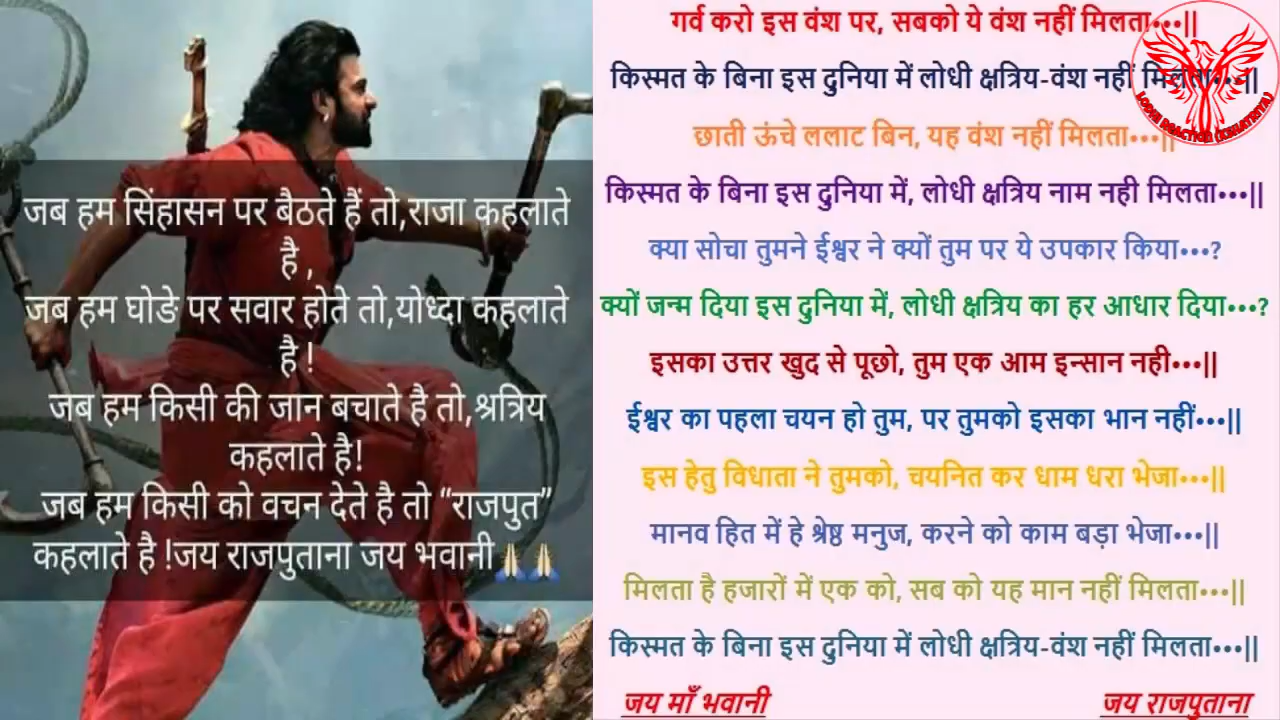 जब हम सिंहासन पर बैठते हैं तो,राजा कहलाते
है ,
जब हम घोङे पर सवार होते तो,योध्दा कहलाते
है !
जब हम किसी की जान बचाते है तो,श्रत्रिय
कहलाते है!
जब हम किसी को वचन देते है तो “राजपुत”
कहलाते है !जय राजपुताना जय भवानी🙏🙏
गर्व करो इस वंश पर, सबको ये वंश नहीं मिलता•••||
किस्मत के बिना इस दुनिया में लोधी क्षत्रिय-वंश नहीं मिलता•••||
छाती ऊंचे ललाट बिन, यह वंश नहीं मिलता•••||
किस्मत के बिना इस दुनिया में, लोधी क्षत्रिय नाम नही मिलता•••||
क्या सोचा तुमने ईश्वर ने क्यों तुम पर ये उपकार किया•••?
क्यों जन्म दिया इस दुनिया में, लोधी क्षत्रिय का हर आधार दिया•••?
इसका उत्तर खुद से पूछो, तुम एक आम इन्सान नही•••||
ईश्वर का पहला चयन हो तुम, पर तुमको इसका भान नहीं•••||
इस हेतु विधाता ने तुमको, चयनित कर धाम धरा भेजा•••||
मानव हित में हे श्रेष्ठ मनुज, करने को काम बड़ा भेजा•••||
मिलता है हजारों में एक को, सब को यह मान नहीं मिलता•••||
किस्मत के बिना इस दुनिया में लोधी क्षत्रिय-वंश नहीं मिलता•••||
जय माँ भवानी
जय राजपुताना